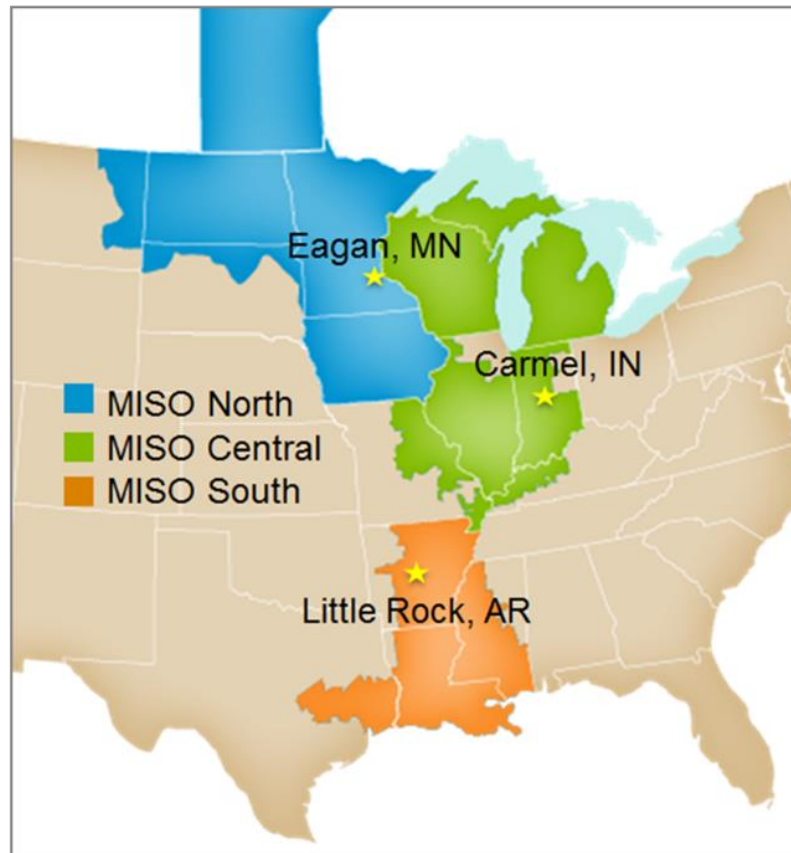 Eagan, MN
Carmel, IN
MISO North
MISO Central
MISO South
Little Rock, AR